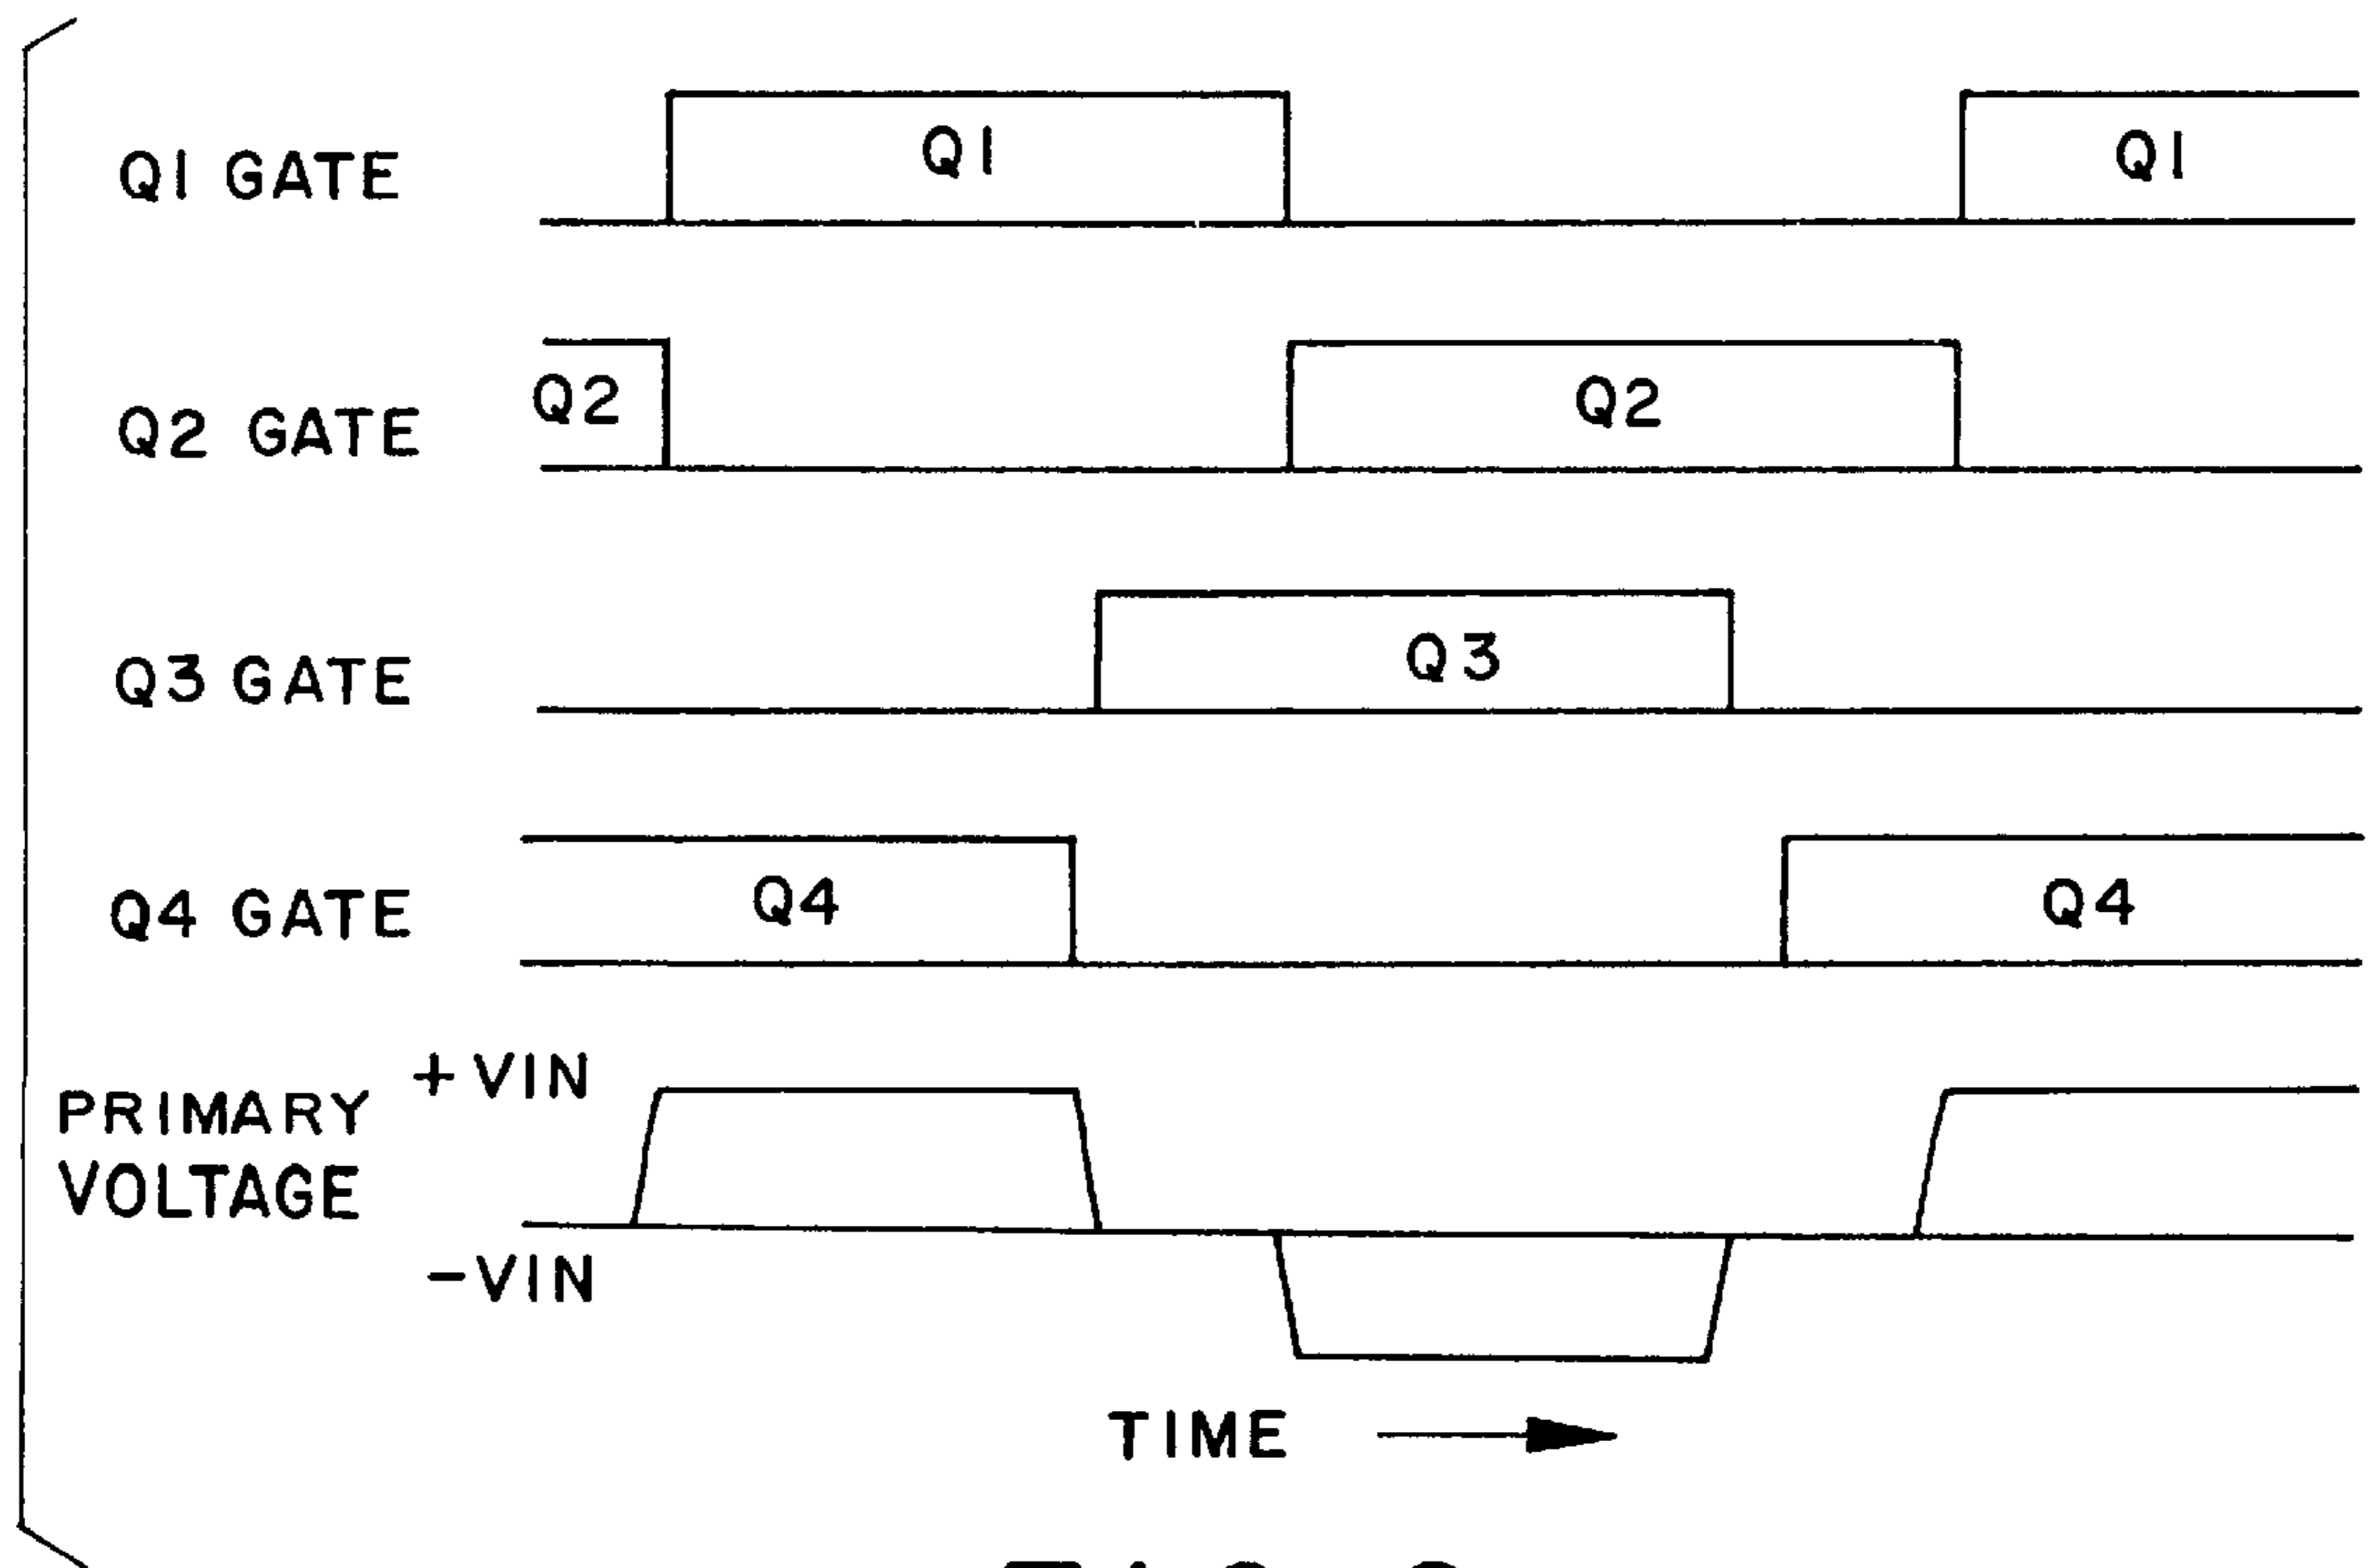 Q1 GATE
Q1
Q1
Q2 GATE
Q2
Q2
Q3 GATE
Q3
Q4 GATE
Q4
Q4
PRIMARY
VOLTAGE
+VIN
-VIN
TIME